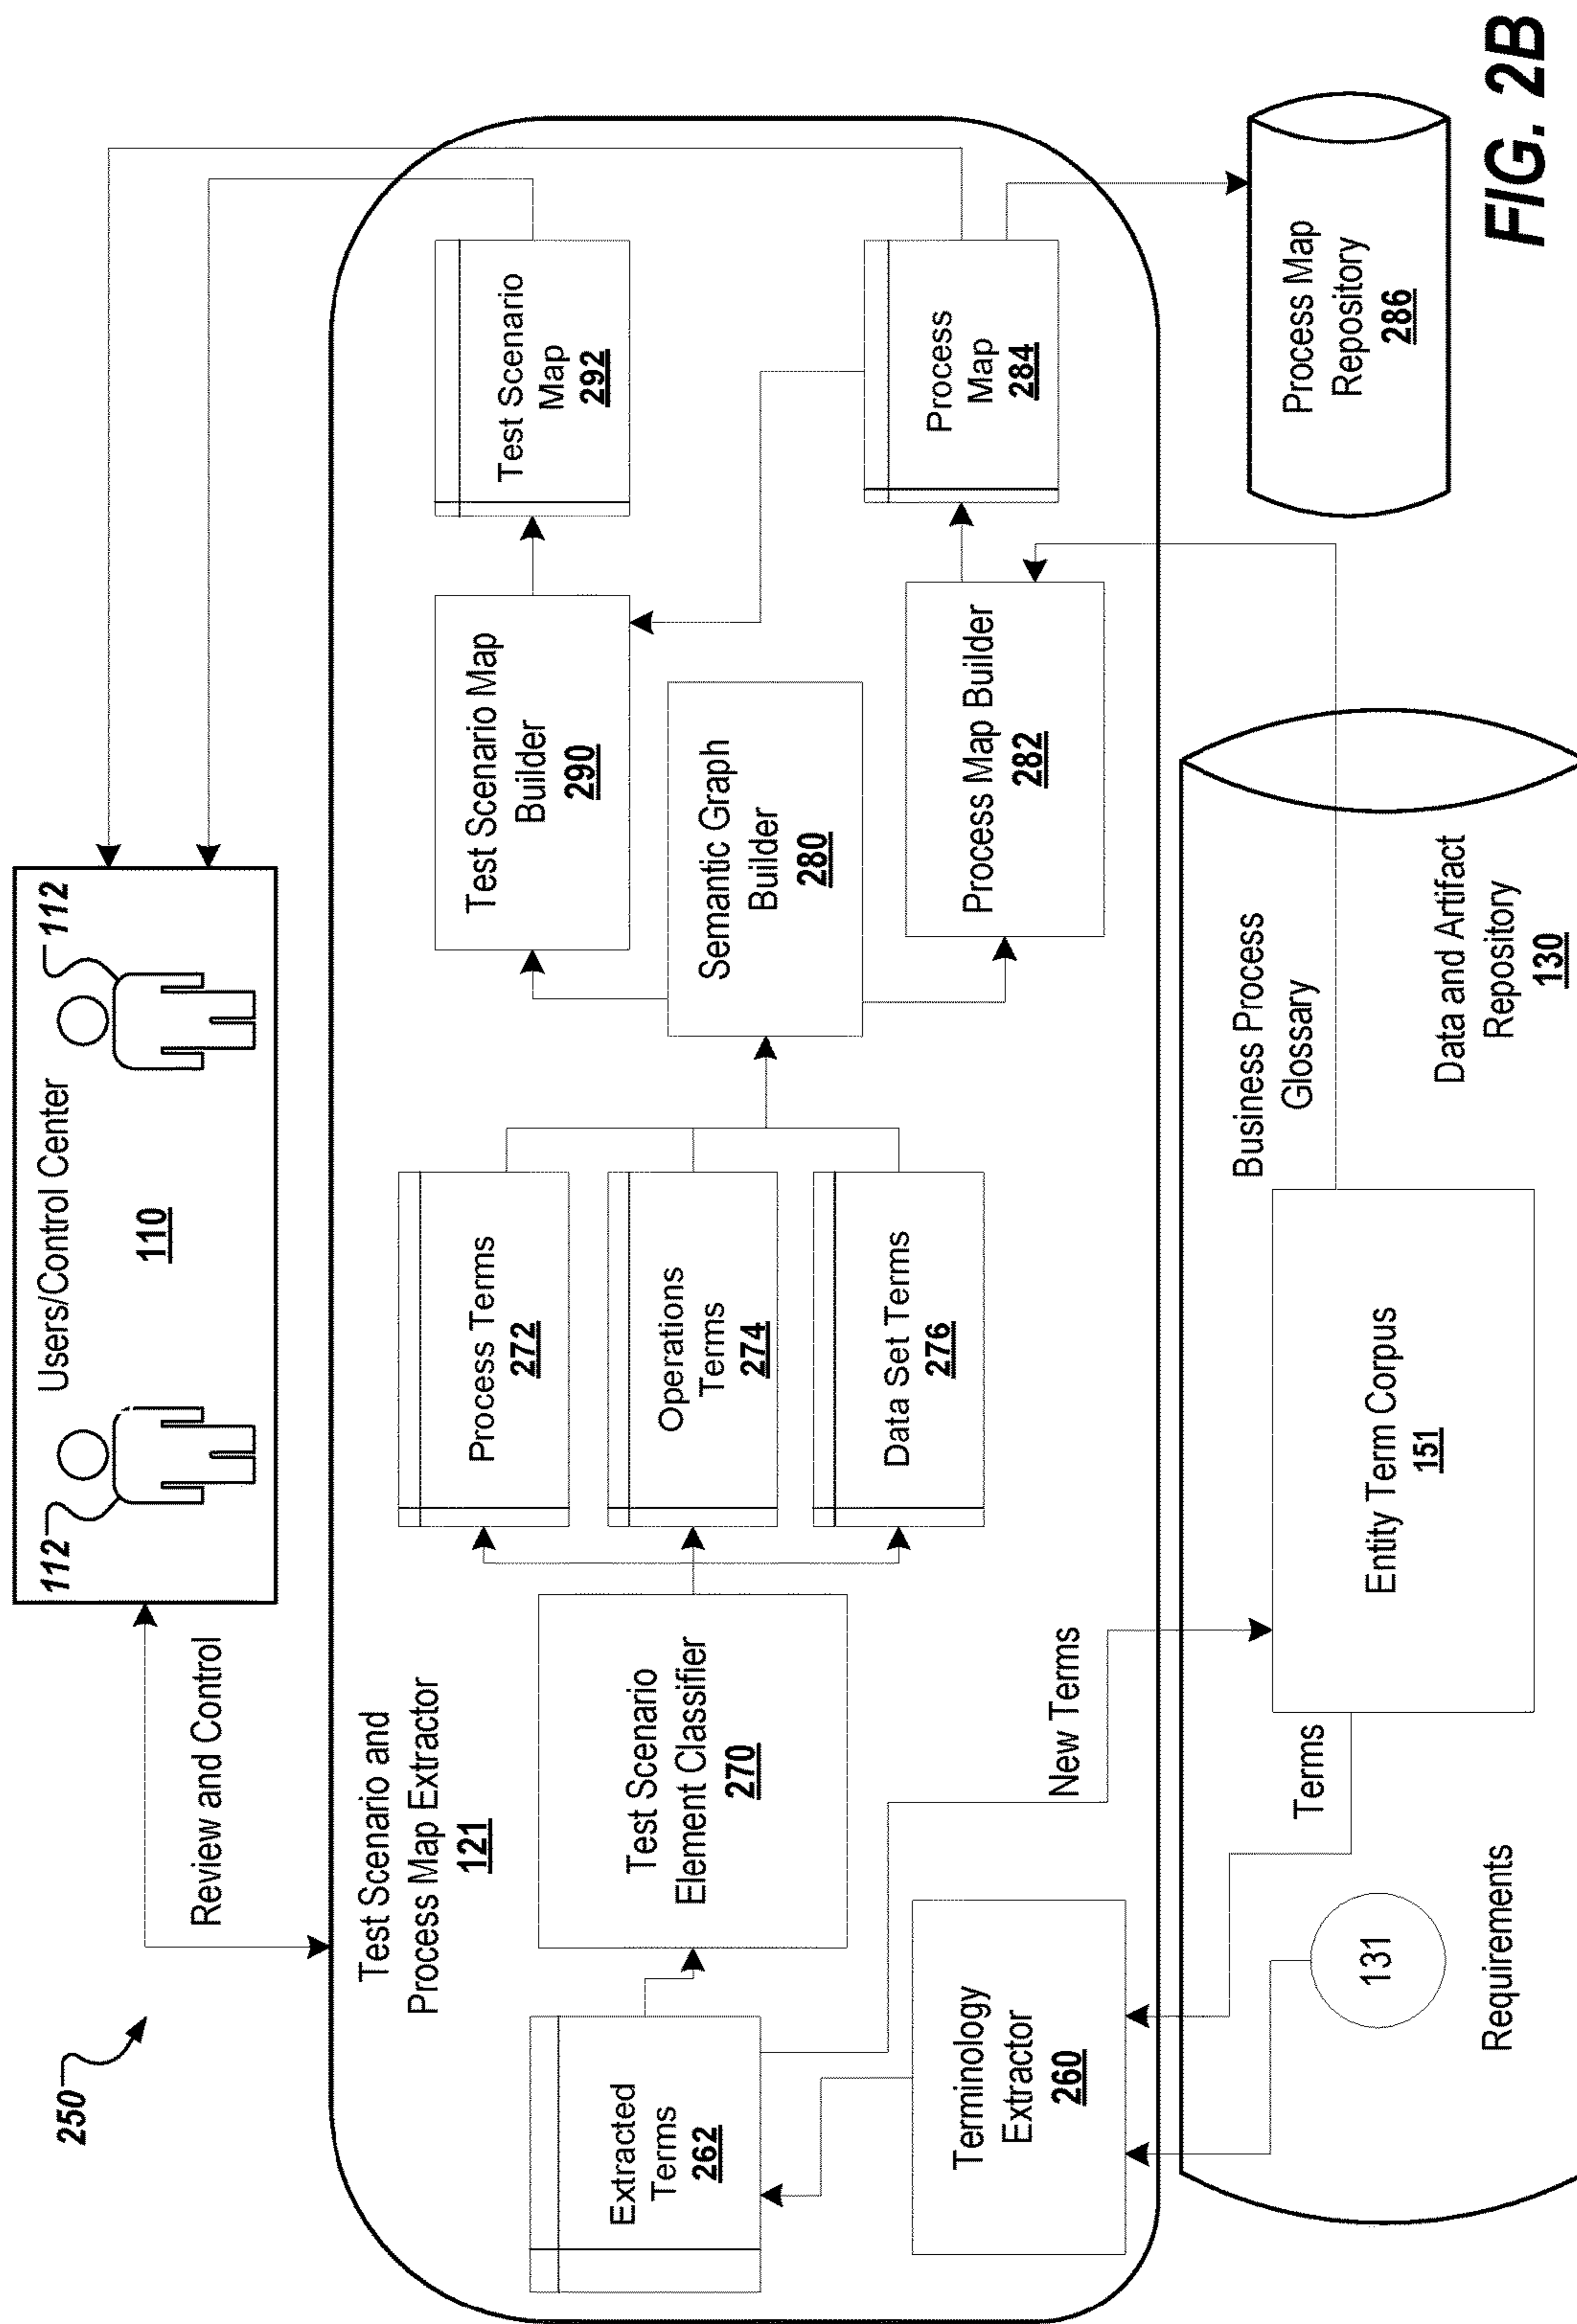 250
Users/Control Center
110
112
112
Review and Control
Test Scenario and
Process Map Extractor
121
Extracted
Terms
262
Test Scenario
Element Classifier
270
Process Terms
272
Operations
Terms
274
Data Set Terms
276
Semantic Graph
Builder
280
Test Scenario Map
Builder
290
Test Scenario
Map
292
Terminology
Extractor
260
New Terms
Process Map Builder
282
Process
Map
284
Terms
131
Requirements
Entity Term Corpus
151
Business Process
Glossary
Data and Artifact
Repository
130
Process Map
Repository
286
FIG. 2B